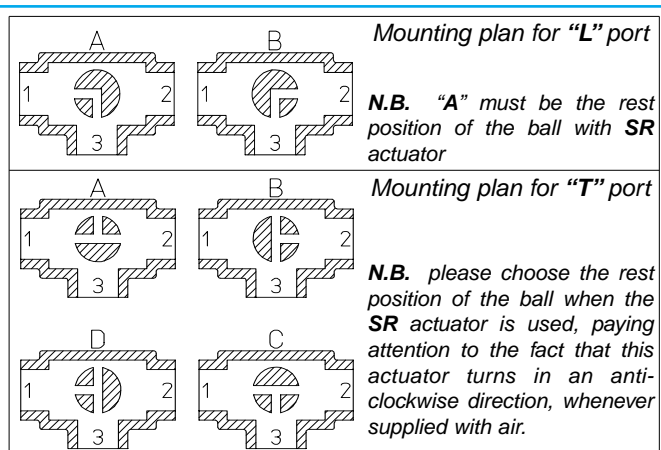 A B
Mounting plan for “L” port
1 2 1 2
3 3
N.B. “A” must be the rest
position of the ball with SR
actuator
A B
Mounting plan for “T” port
1 2 1 2
3 3
N.B. please choose the rest
position of the ball when the
SR actuator is used, paying
attention to the fact that this
actuator turns in an anti-
clockwise direction, whenever
supplied with air.
D C
1 2 1 2
3 3